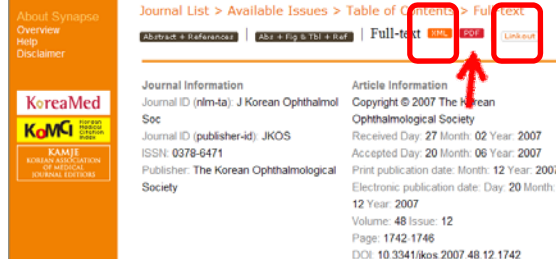 About Synapse
Overview
Help
Disclaimer
KoreaMed
KoMCI Korean Medical Citation Index
KAMJE
KOREAN ASSOCIATION
OF MEDICAL
JOURNAL EDITORS
Journal List > Available Issues > Table of Contents > Full-text
Abstract + References | Abs + Fig & Tbl + Ref | Full-text XML PDF Linkout
Journal Information
Journal ID (nlm-ta): J Korean Ophthalmol
Soc
Journal ID (publisher-id): JKOS
ISSN: 0378-6471
Publisher: The Korean Ophthalmological
Society
Article Information
Copyright © 2007 The Korean
Ophthalmological Society
Received Day: 27 Month: 02 Year: 2007
Accepted Day: 20 Month: 06 Year: 2007
Print publication date: Month: 12 Year: 2007
Electronic publication date: Day: 20 Month:
12 Year: 2007
Volume: 48 Issue: 12
Page: 1742-1746
DOI: 10.3341/jkos.2007.48.12.1742